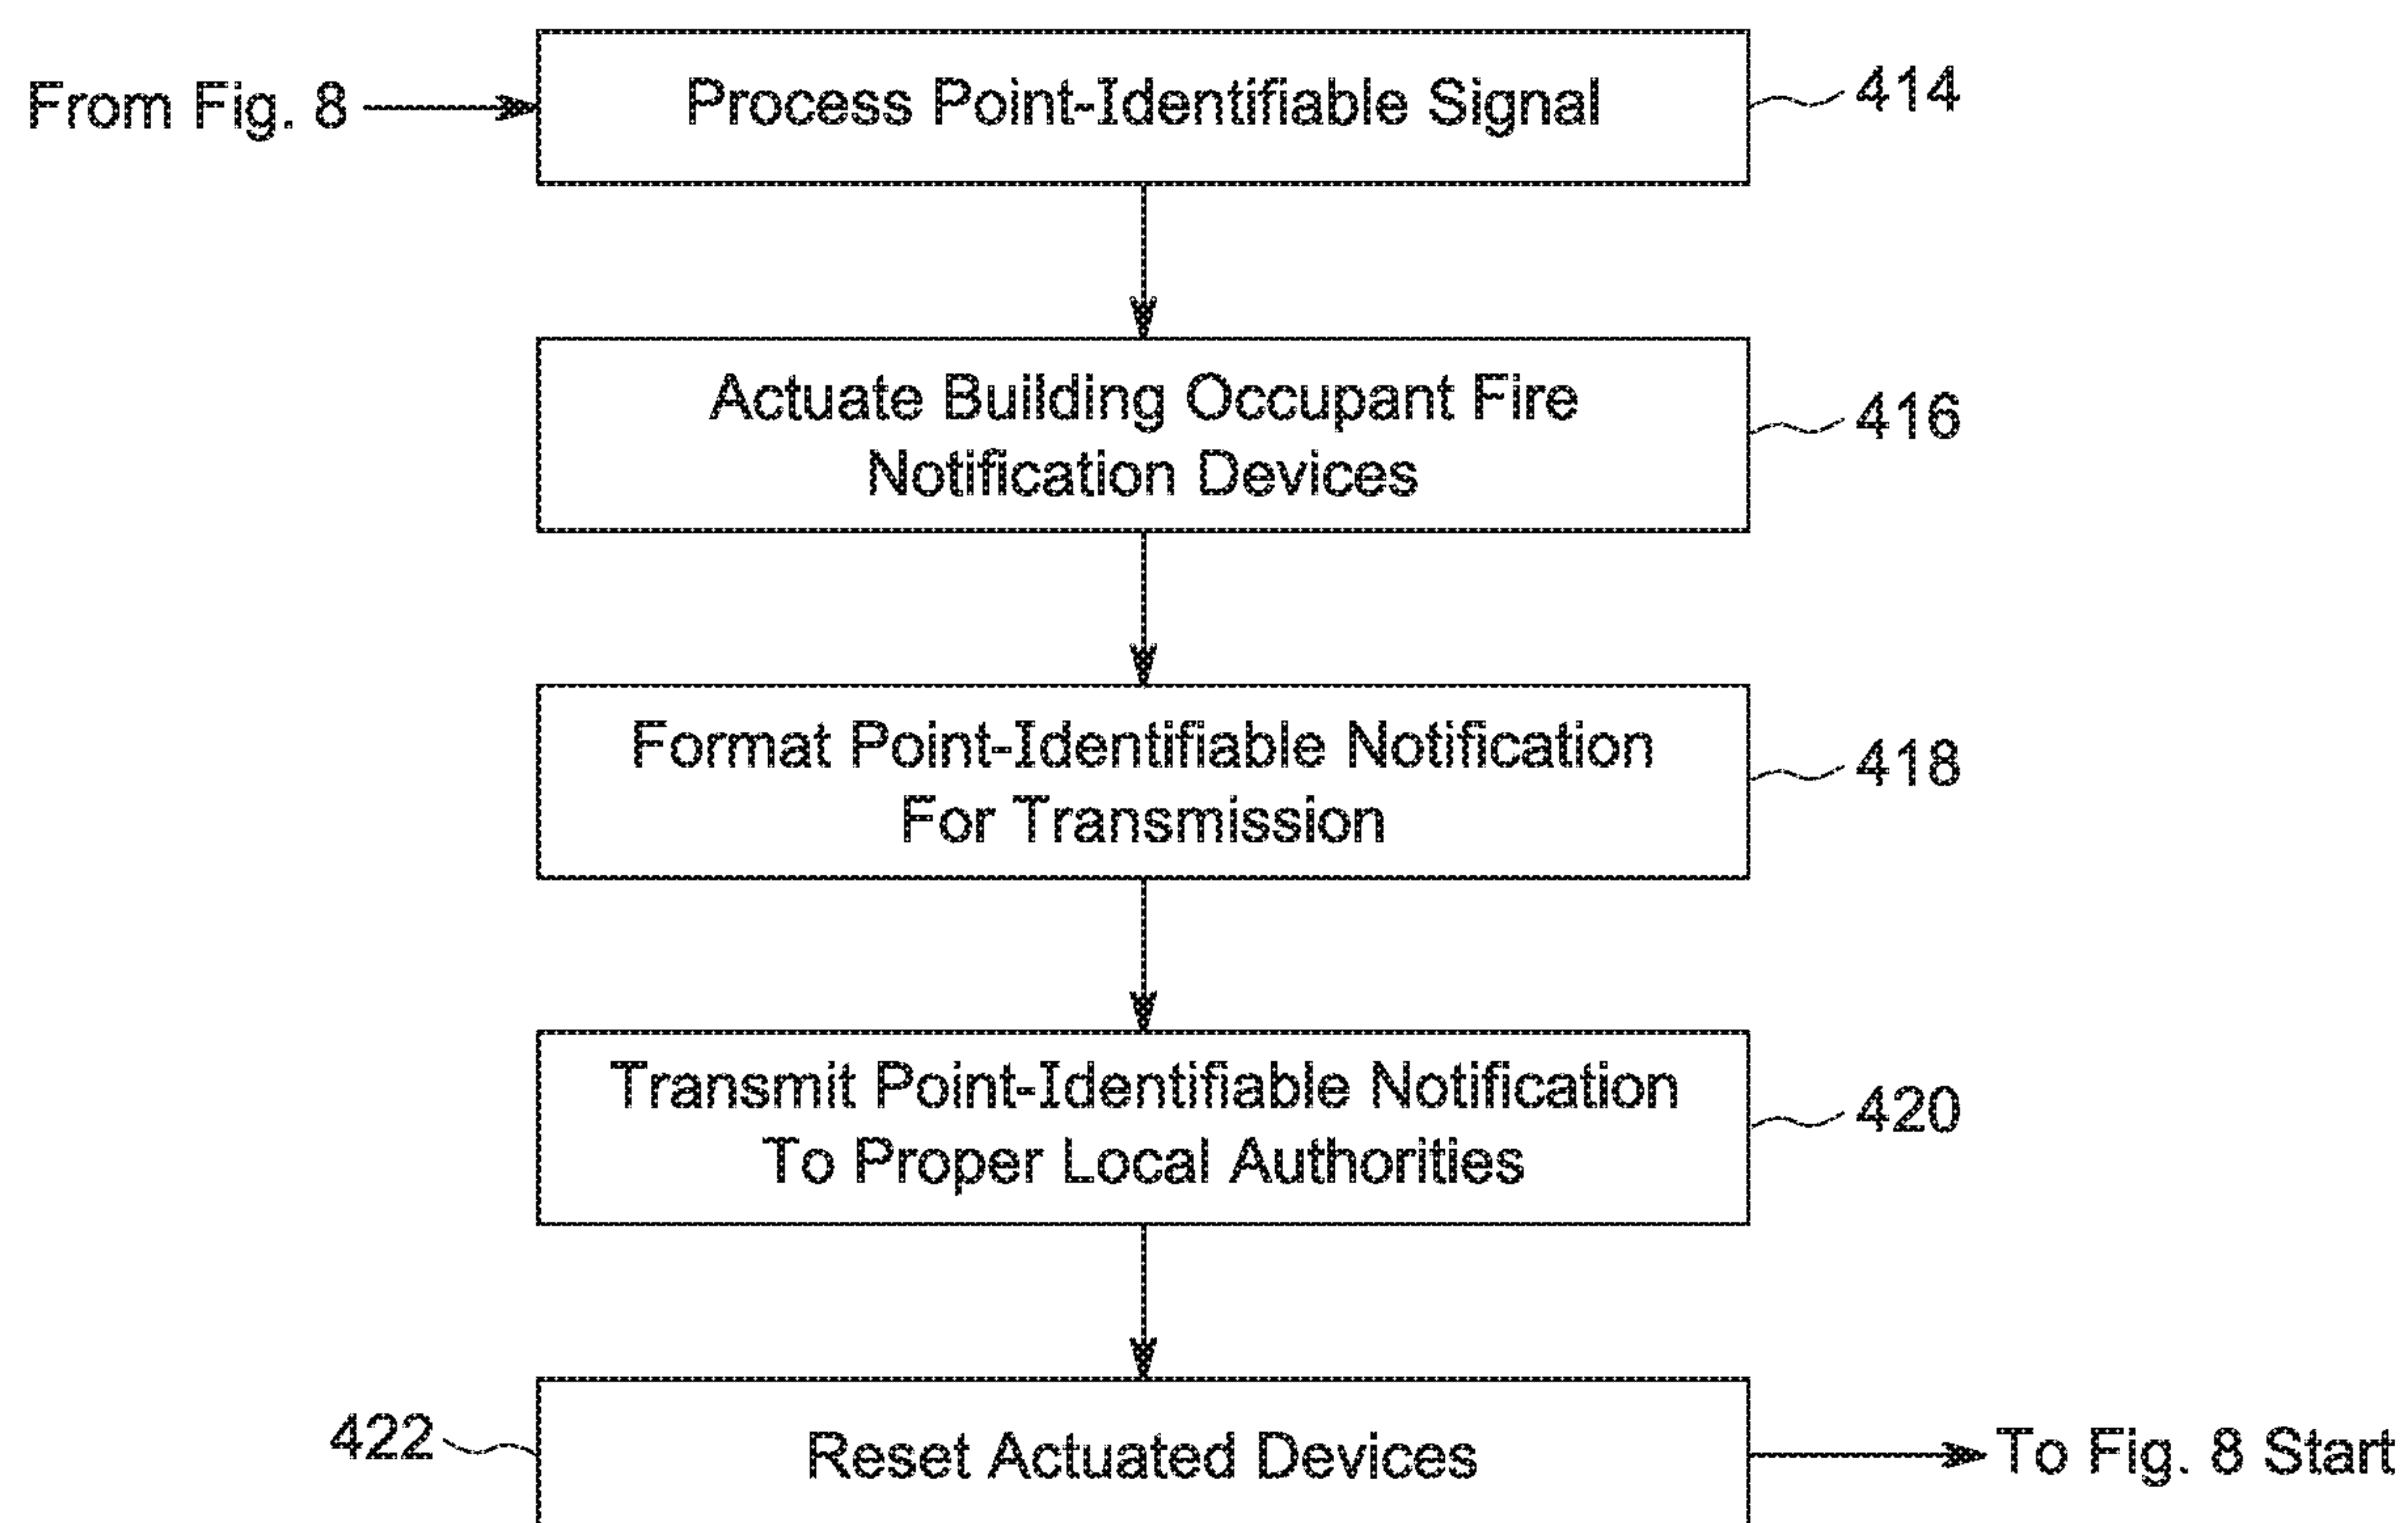 From Fig. 8
Process Point-Identifiable Signal
414
Actuate Building Occupant Fire
Notification Devices
416
Format Point-Identifiable Notification
For Transmission
418
Transmit Point-Identifiable Notification
To Proper Local Authorities
420
422
Reset Actuated Devices
To Fig. 8 Start